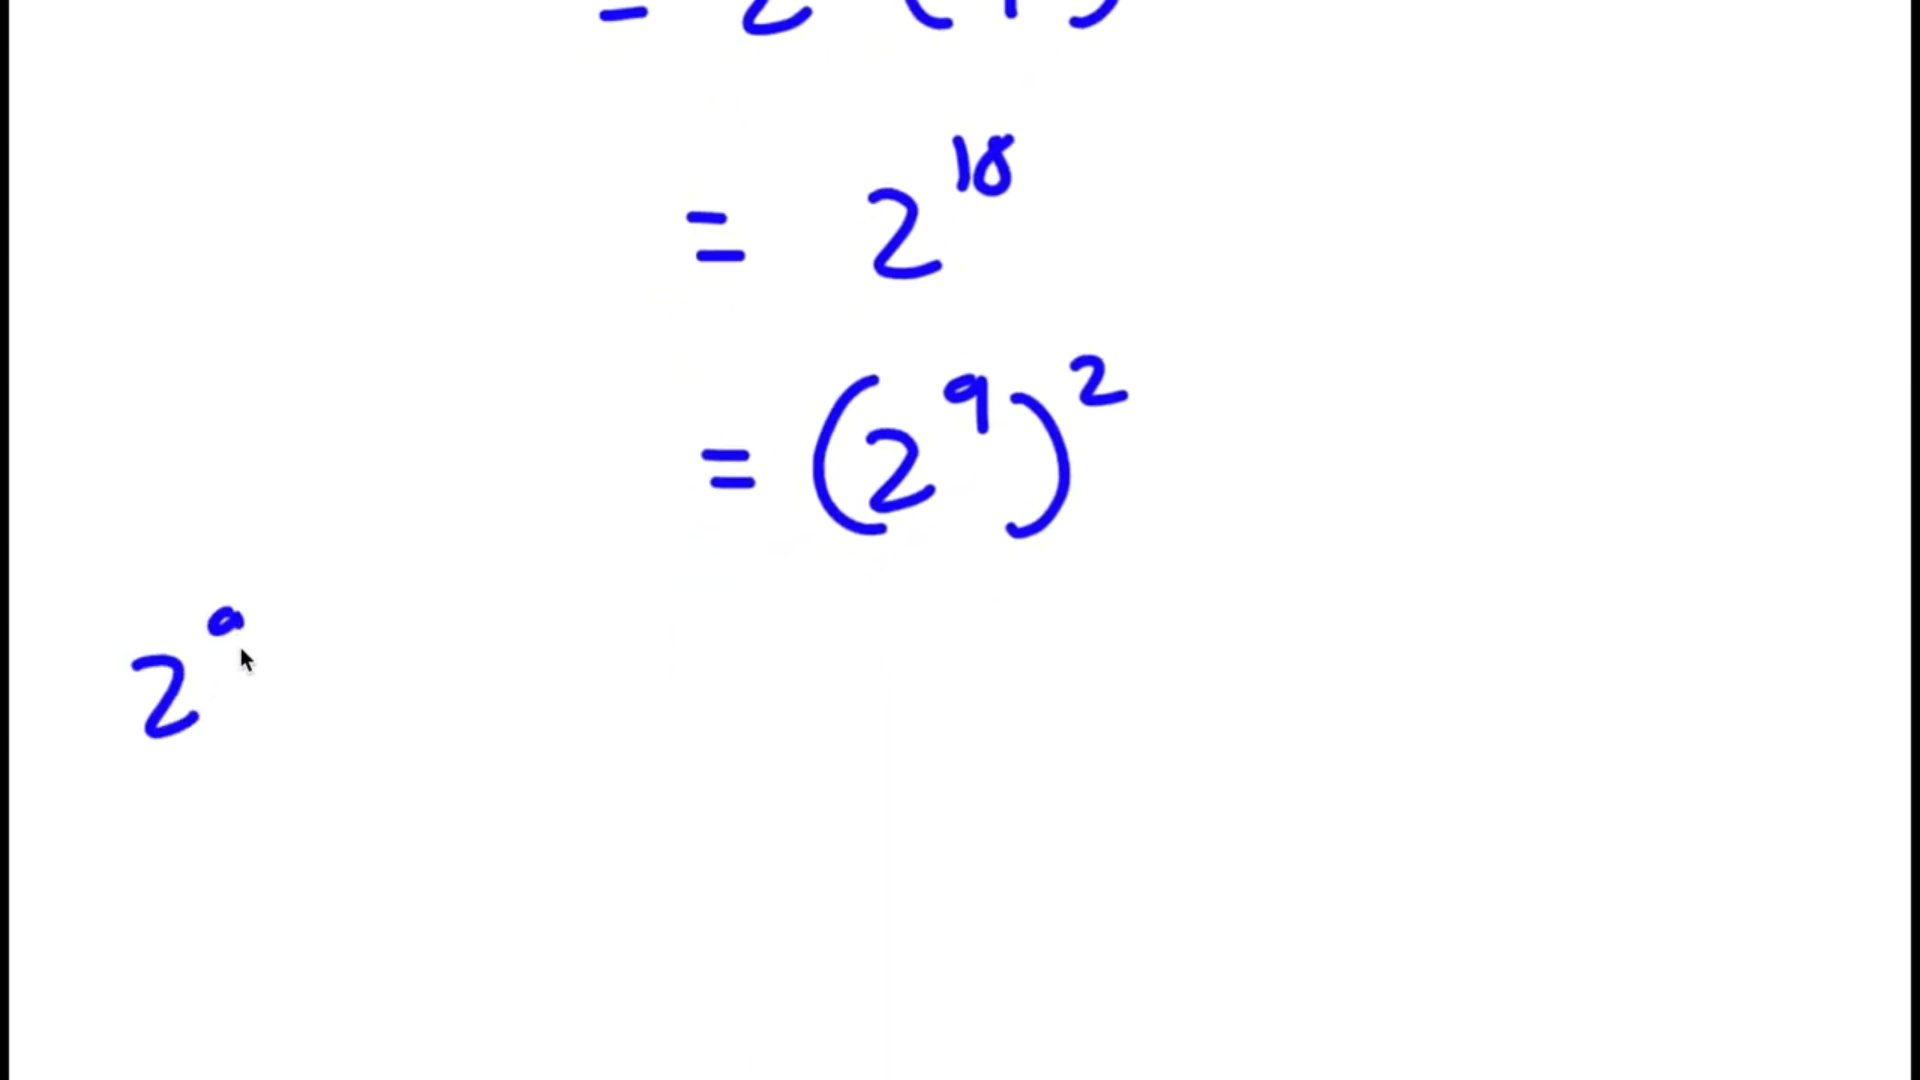 = 2^18
= (2^9)^2
2^a